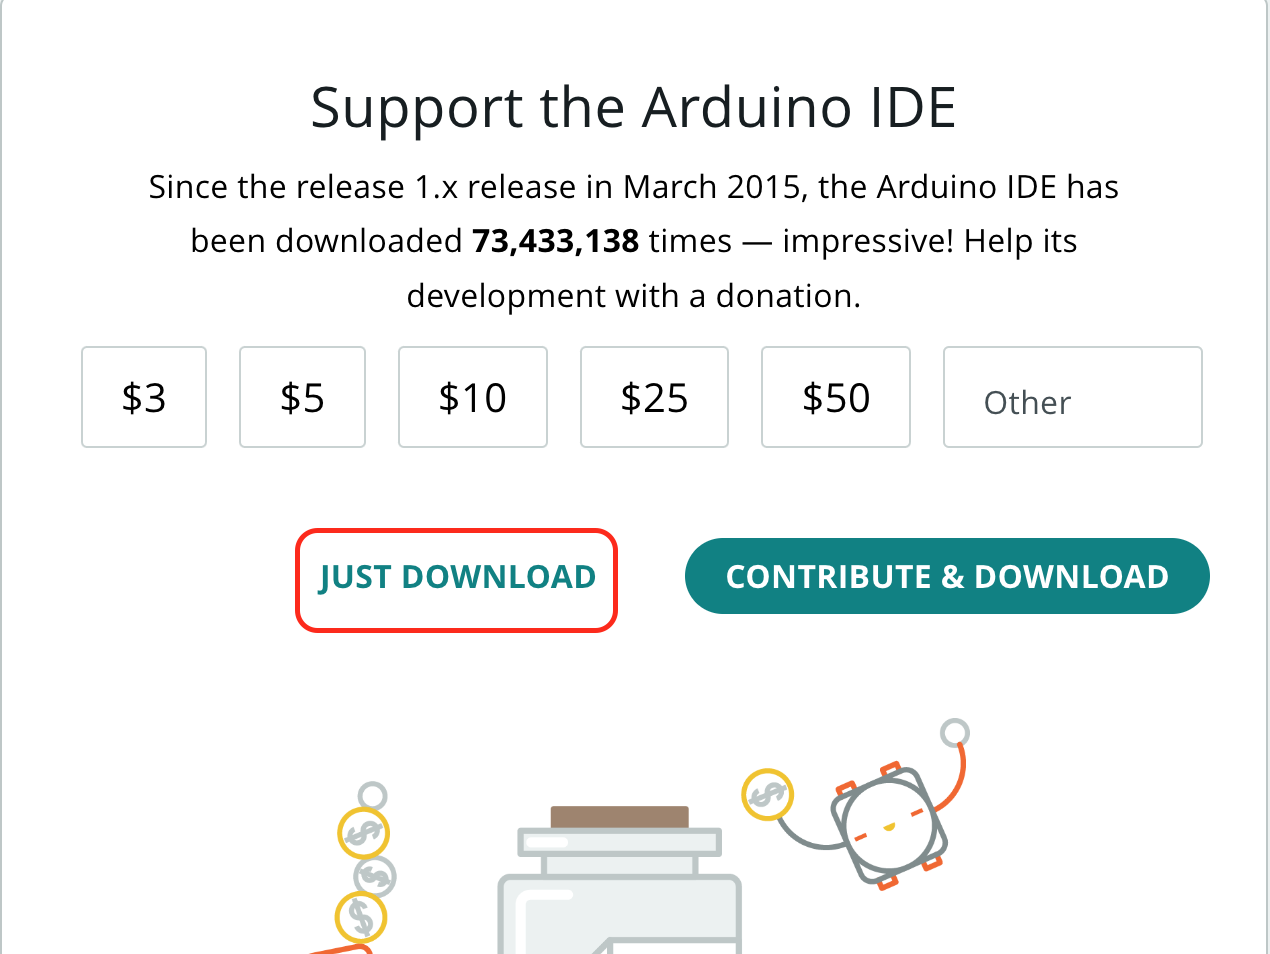 Support the Arduino IDE
Since the release 1.x release in March 2015, the Arduino IDE has
been downloaded 73,433,138 times — impressive! Help its
development with a donation.
$3 $5 $10 $25 $50 Other
JUST DOWNLOAD CONTRIBUTE & DOWNLOAD
$
$
$
$